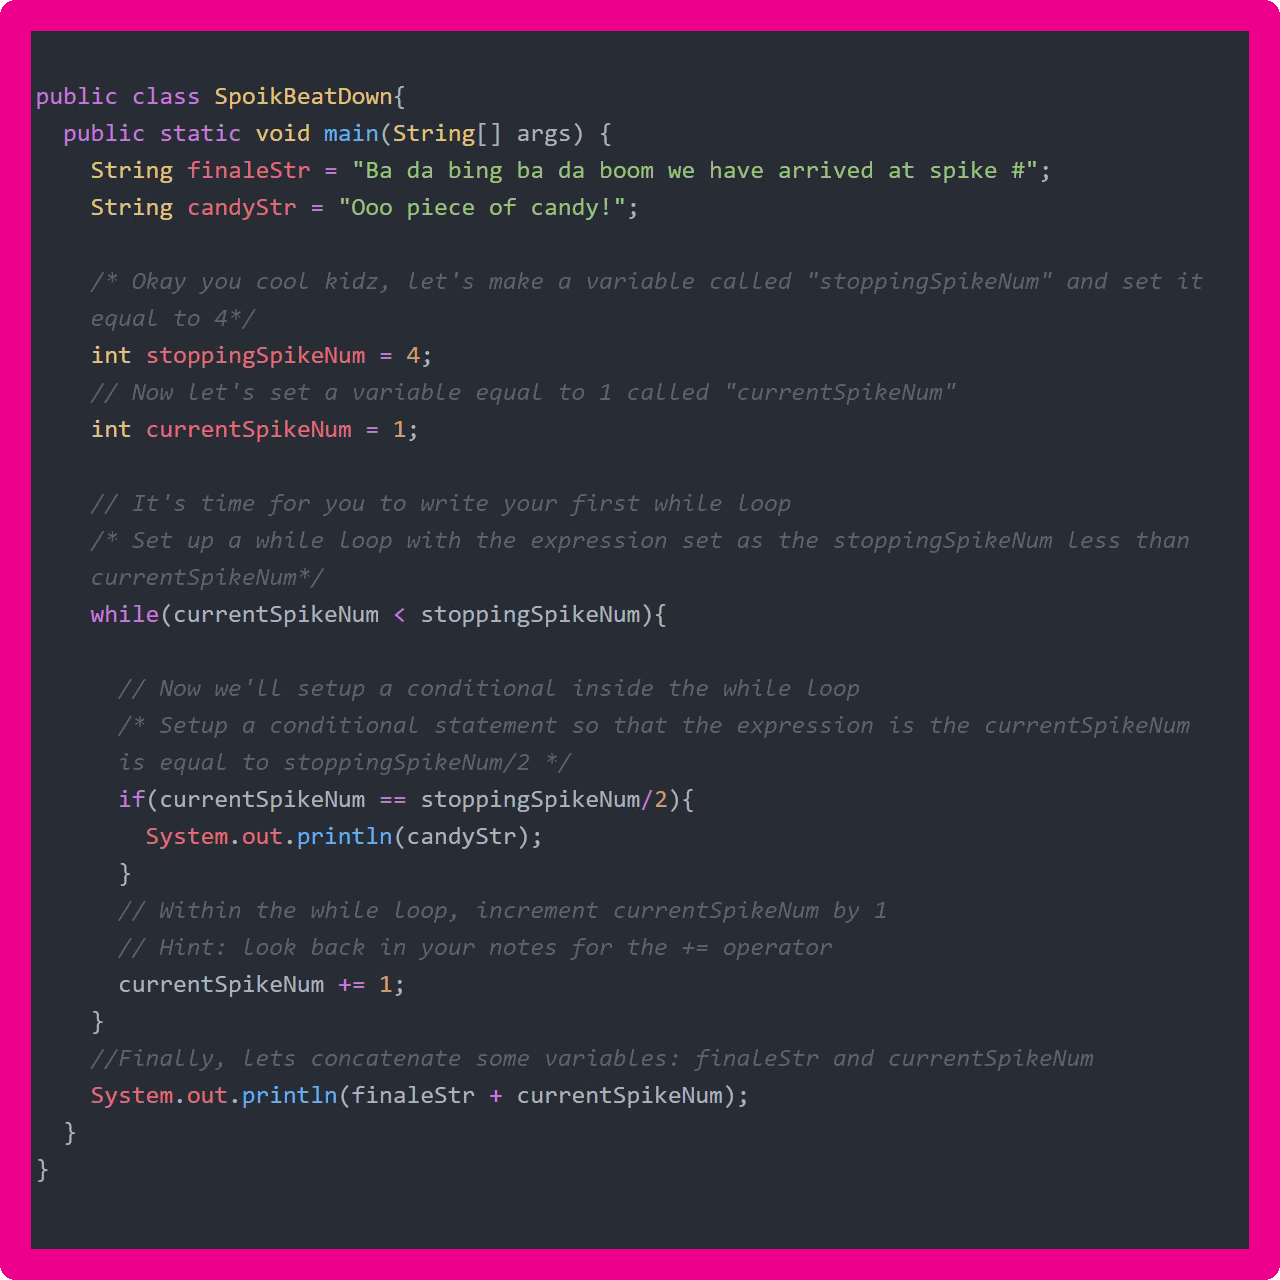 public class SpoikBeatDown{
public static void main(String[] args) {
String finaleStr = "Ba da bing ba da boom we have arrived at spike #";
String candyStr = "Ooo piece of candy!";
/* Okay you cool kidz, let's make a variable called "stoppingSpikeNum" and set it
equal to 4*/
int stoppingSpikeNum = 4;
// Now let's set a variable equal to 1 called "currentSpikeNum"
int currentSpikeNum = 1;
// It's time for you to write your first while loop
/* Set up a while loop with the expression set as the stoppingSpikeNum less than
currentSpikeNum*/
while(currentSpikeNum < stoppingSpikeNum){
// Now we'll setup a conditional inside the while loop
/* Setup a conditional statement so that the expression is the currentSpikeNum
is equal to stoppingSpikeNum/2 */
if(currentSpikeNum == stoppingSpikeNum/2){
System.out.println(candyStr);
}
// Within the while loop, increment currentSpikeNum by 1
// Hint: look back in your notes for the += operator
currentSpikeNum += 1;
}
//Finally, lets concatenate some variables: finaleStr and currentSpikeNum
System.out.println(finaleStr + currentSpikeNum);
}
}